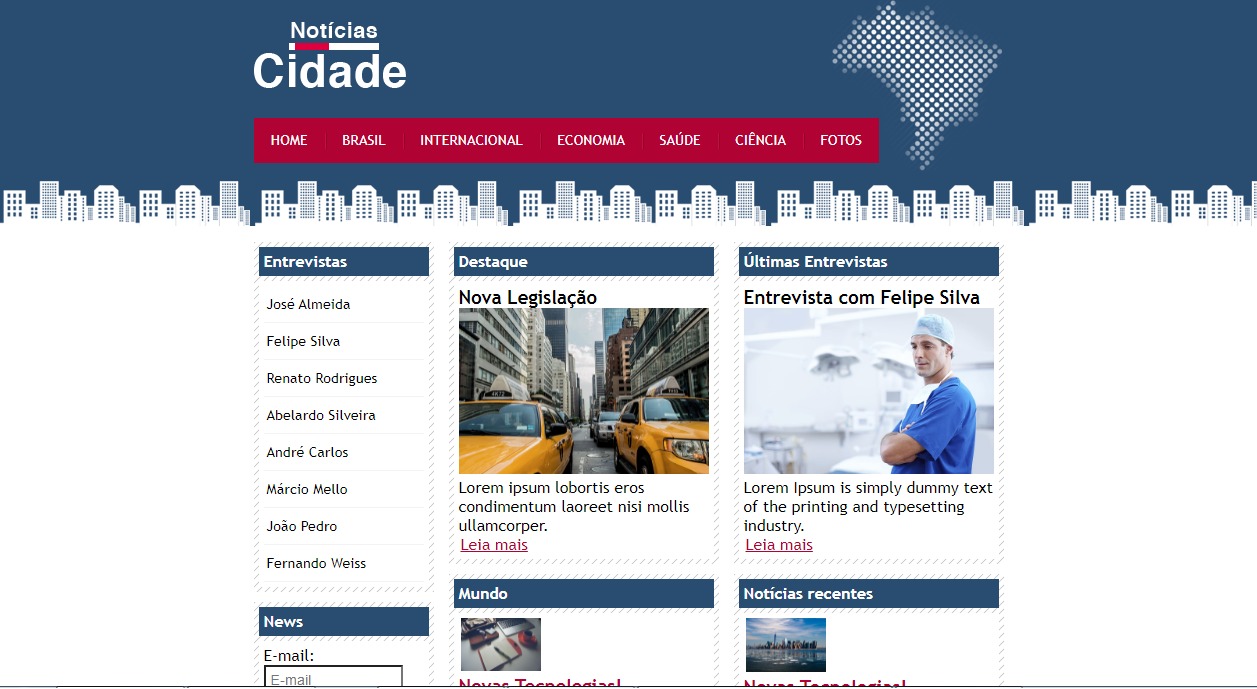 Notícias
Cidade
HOME BRASIL INTERNACIONAL ECONOMIA SAÚDE CIÊNCIA FOTOS
Entrevistas
José Almeida
Felipe Silva
Renato Rodrigues
Abelardo Silveira
André Carlos
Márcio Mello
João Pedro
Fernando Weiss
News
E-mail:
E-mail
Destaque
Nova Legislação
Lorem ipsum lobortis eros
condimentum laoreet nisi mollis
ullamcorper.
Leia mais
Mundo
Novas Tecnologias!
Últimas Entrevistas
Entrevista com Felipe Silva
Lorem Ipsum is simply dummy text
of the printing and typesetting
industry.
Leia mais
Notícias recentes
Novas Tecnologias!